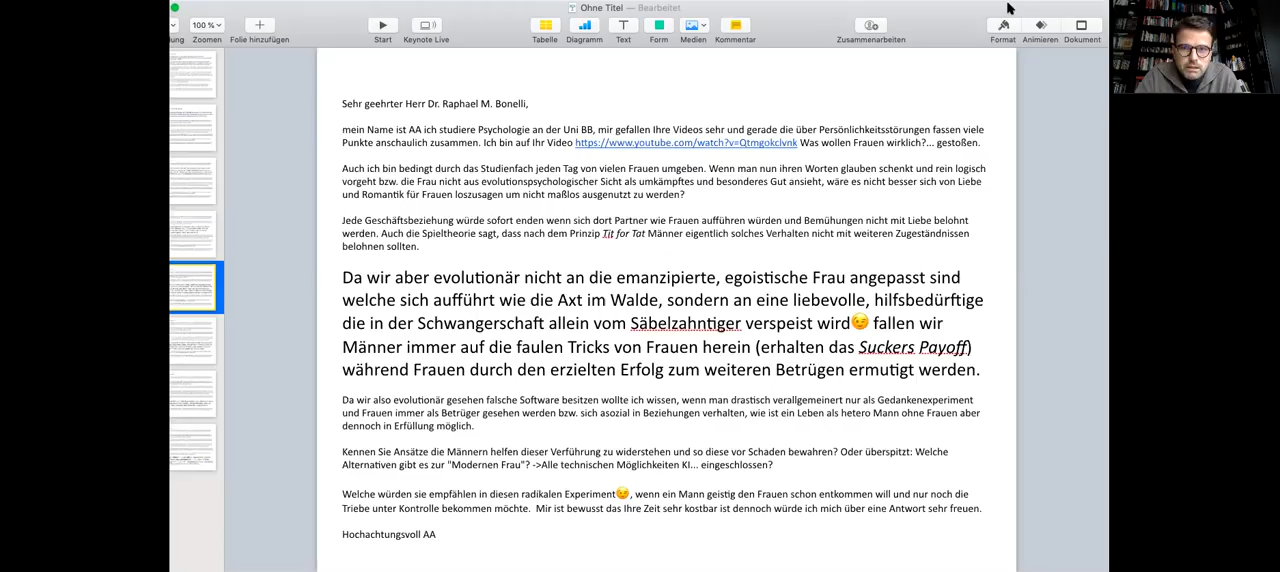 Ohne Titel — Bearbeitet
100 %
Zoomen
Folie hinzufügen
Start
Keynote Live
Tabelle
Diagramm
Text
Form
Medien
Kommentar
Zusammenarbeiten
Format
Animieren
Dokument
Sehr geehrter Herr Dr. Raphael M. Bonelli,
mein Name ist AA ich studiere Psychologie an der Uni BB, mir gefallen Ihre Videos sehr und gerade die über Persönlichkeitssörungen fassen viele
Punkte anschaulich zusammen. Ich bin auf Ihr Video https://www.youtube.com/watch?v=Qtmgokclvnk Was wollen Frauen wirklich?... gestoßen.
Auch ich bin bedingt durch das Studienfach jeden Tag von vielen Frauen umgeben. Wenn man nun ihren Worten glauben schenkt und rein logisch
vorgeht bzw. die Frau nicht aus evolutionspsychologischer Sicht als umkämpftes und besonderes Gut ansieht, wäre es nicht besser sich von Liebe
und Romantik für Frauen loszusagen um nicht maßlos ausgenutzt zu werden?
Jede Geschäftsbeziehung würde sofort enden wenn sich dort Partner wie Frauen aufführen würden und Bemühungen nicht mit Liebe belohnt
werden. Auch die Spieltheorie sagt, dass nach dem Prinzip Tit for Tat Männer eigentlich solches Verhalten nicht mit weiteren Zugeständnissen
belohnen sollten.
Da wir aber evolutionär nicht an die emanzipierte, egoistische Frau angepasst sind
welche sich aufführt wie die Axt im Walde, sondern an eine liebevolle, hilfsbedürftige
die in der Schwangerschaft allein vom Säbelzahntiger verspeist wird😉 fallen wir
Männer immer auf die faulen Tricks von Frauen herein (erhalten das Suckers Payoff)
während Frauen durch den erzielten Erfolg zum weiteren Betrügen ermutigt werden.
Da wir also evolutionär gesehen falsche Software besitzen wollte ich wissen, wenn man drastisch verallgemeinert nur als Gedankenexperiment
und Frauen immer als Betrüger gesehen werden bzw. sich asozial in Beziehungen verhalten, wie ist ein Leben als hetero Mann ohne Frauen aber
dennoch in Erfüllung möglich.
Kennen Sie Ansätze die Männern helfen dieser Verführung zu wiederstehen und so diese vor Schaden bewahren? Oder überspitzt: Welche
Alternativen gibt es zur "Modernen Frau"? ->Alle technischen Möglichkeiten KI... eingeschlossen?
Welche würden sie empfählen in diesen radikalen Experiment😉, wenn ein Mann geistig den Frauen schon entkommen will und nur noch die
Triebe unter Kontrolle bekommen möchte. Mir ist bewusst das Ihre Zeit sehr kostbar ist dennoch würde ich mich über eine Antwort sehr freuen.
Hochachtungsvoll AA